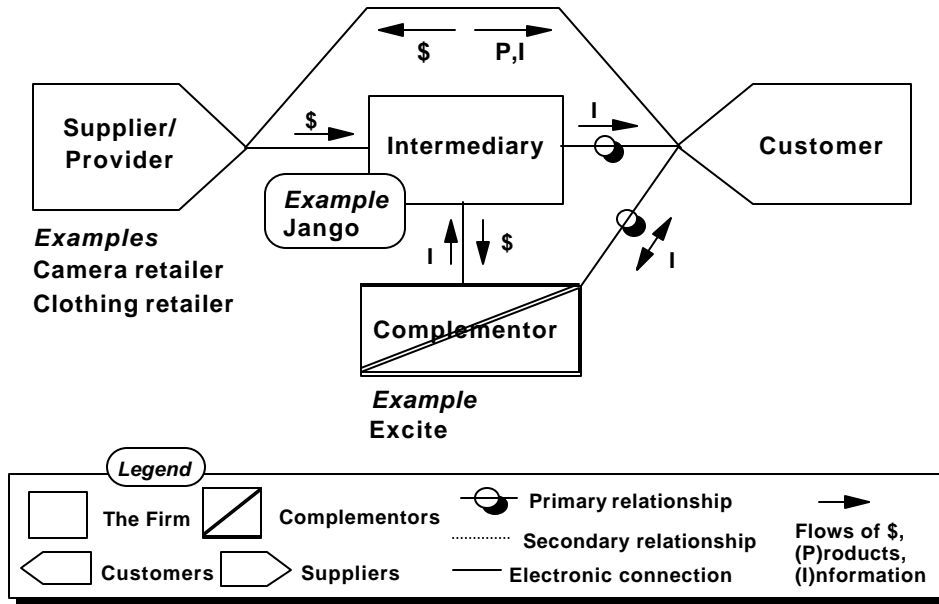 $
P,I
Supplier/
Provider
$
Intermediary
I
Customer
Example
Jango
Examples
Camera retailer
Clothing retailer
I
$
I
Complementor
Example
Excite
Legend
The Firm
Complementors
Primary relationship
Secondary relationship
Electronic connection
Customers
Suppliers
Flows of $,
(P)roducts,
(I)nformation